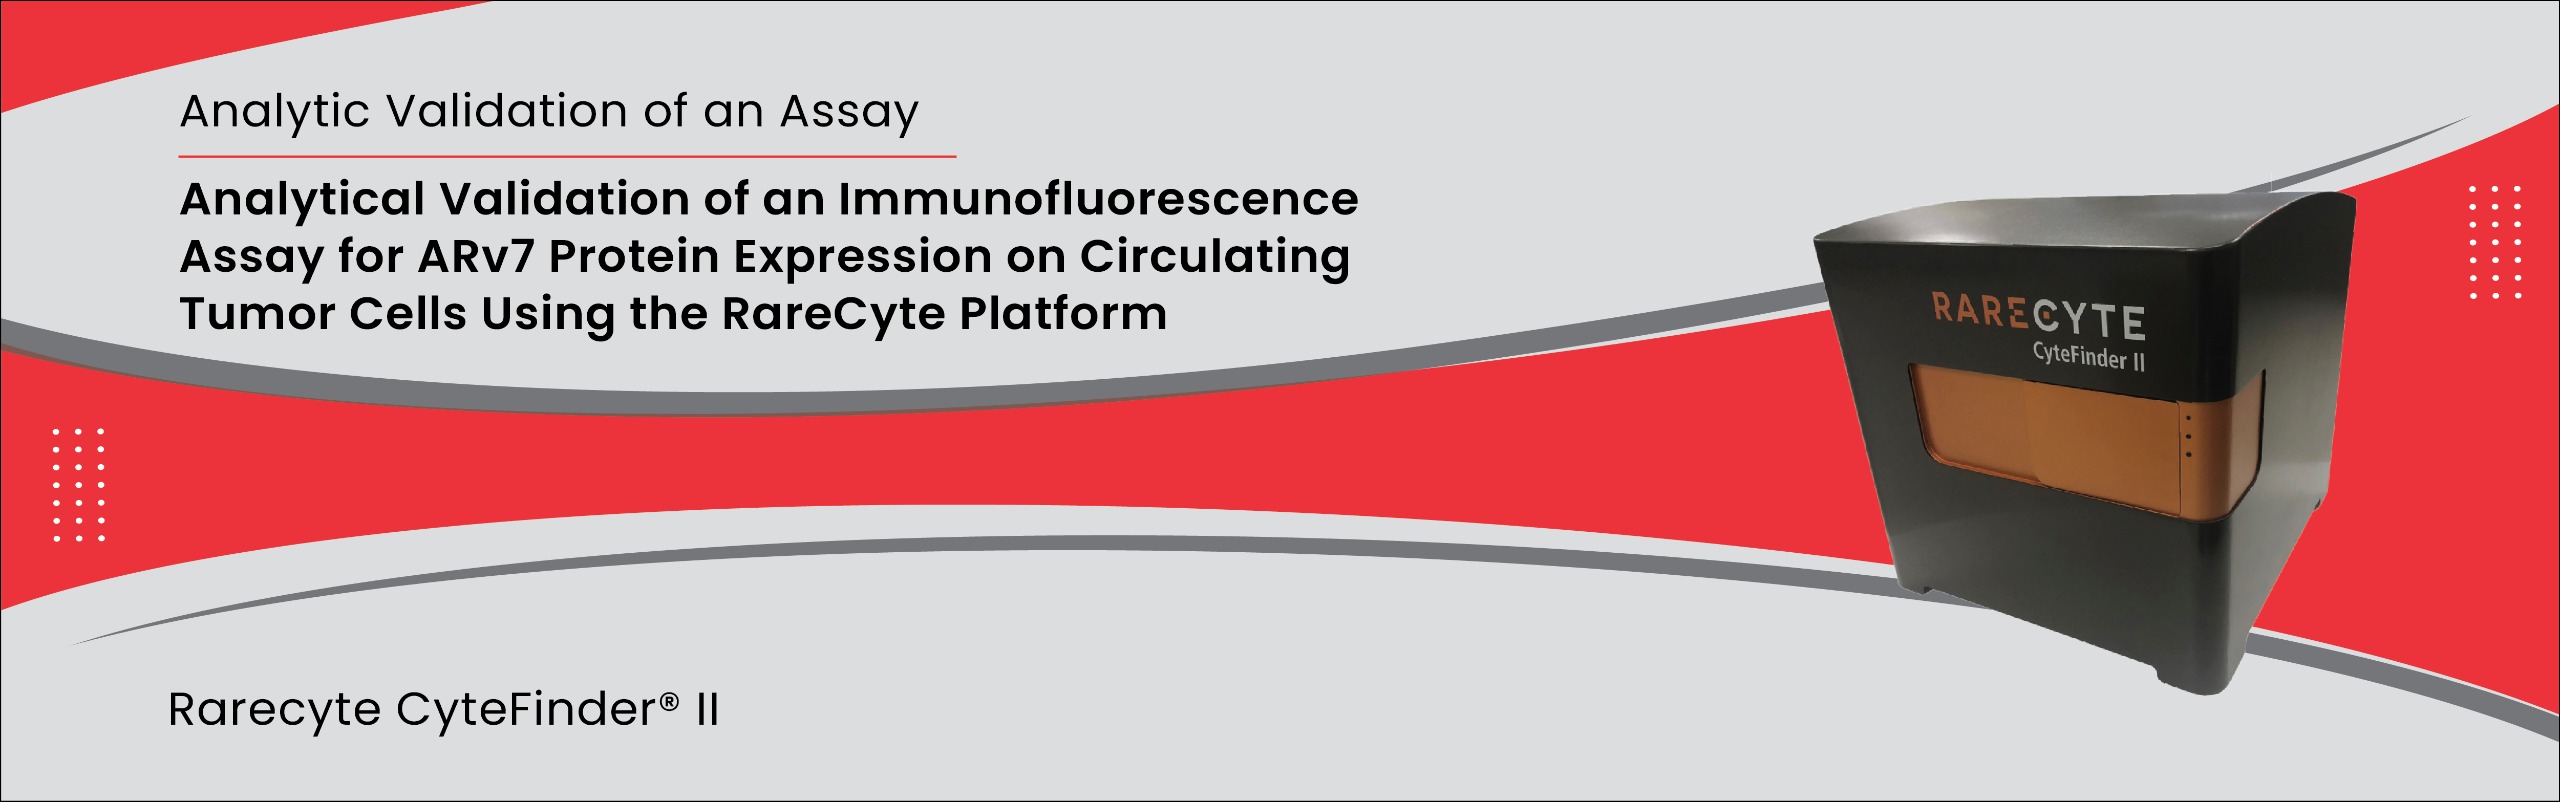 Analytic Validation of an Assay
Analytical Validation of an Immunofluorescence
Assay for ARv7 Protein Expression on Circulating
Tumor Cells Using the RareCyte Platform
RARECYTE
CyteFinder II
Rarecyte CyteFinder® II